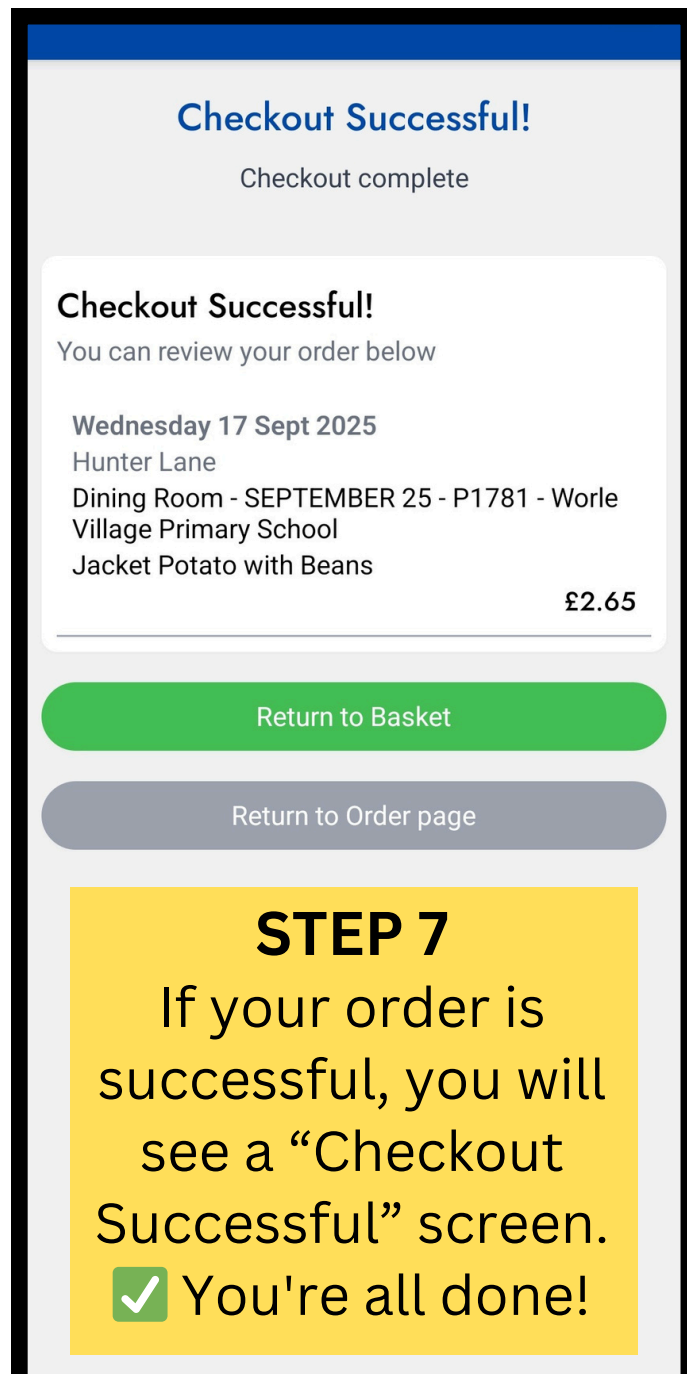 Checkout Successful!
Checkout complete
Checkout Successful!
You can review your order below
Wednesday 17 Sept 2025
Hunter Lane
Dining Room - SEPTEMBER 25 - P1781 - Worle
Village Primary School
Jacket Potato with Beans
£2.65
Return to Basket
Return to Order page
STEP 7
If your order is
successful, you will
see a “Checkout
Successful” screen.
✅ You're all done!